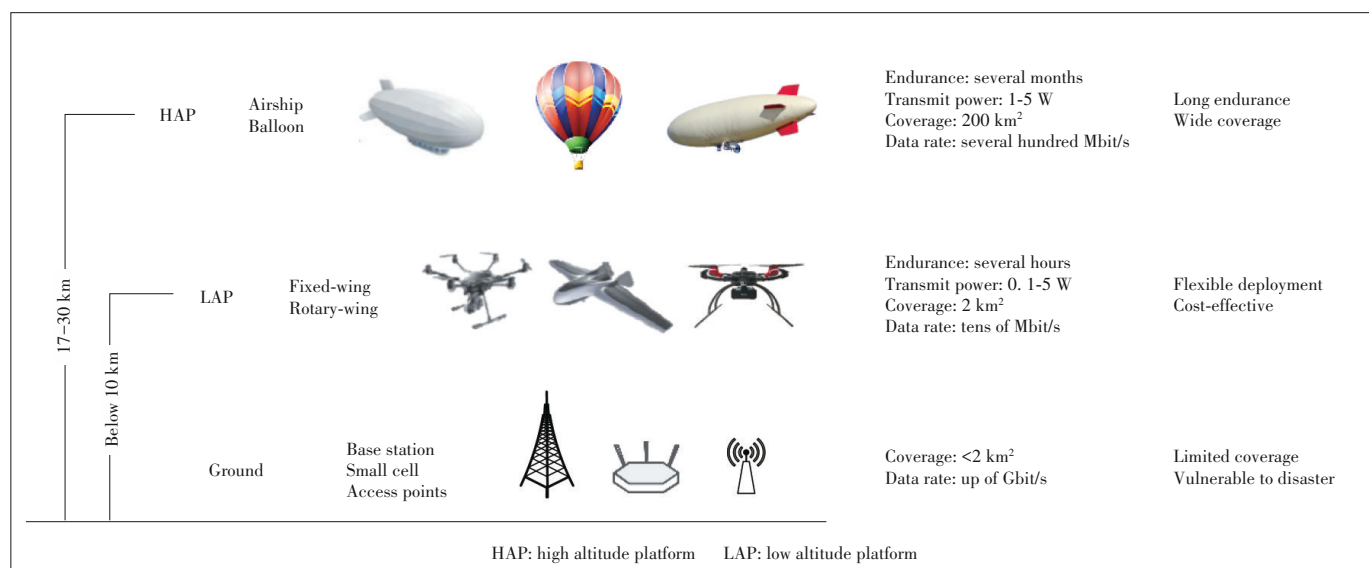 HAP
Airship
Balloon
Endurance: several months
Transmit power: 1-5 W
Coverage: 200 km²
Data rate: several hundred Mbit/s
Long endurance
Wide coverage
17–30 km
LAP
Fixed-wing
Rotary-wing
Endurance: several hours
Transmit power: 0. 1-5 W
Coverage: 2 km²
Data rate: tens of Mbit/s
Flexible deployment
Cost-effective
Below 10 km
Ground
Base station
Small cell
Access points
Coverage: <2 km²
Data rate: up of Gbit/s
Limited coverage
Vulnerable to disaster
HAP: high altitude platform LAP: low altitude platform